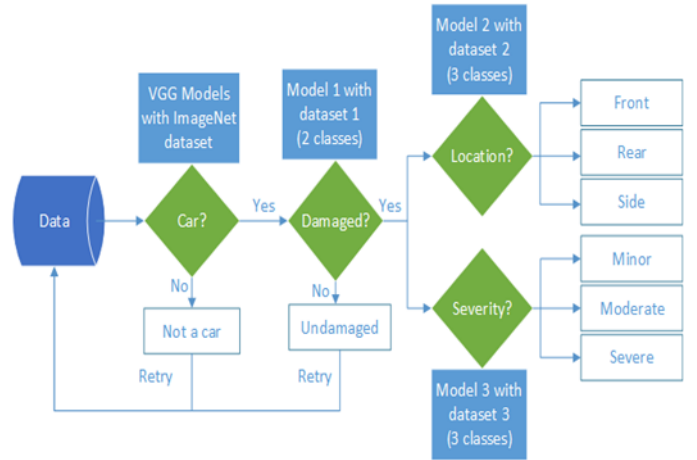 VGG Models
with ImageNet
dataset
Model 1 with
dataset 1
(2 classes)
Model 2 with
dataset 2
(3 classes)
Data
Car?
Yes
Damaged?
Yes
Location?
Front
Rear
Side
No
Not a car
Retry
No
Undamaged
Retry
Severity?
Minor
Moderate
Severe
Model 3 with
dataset 3
(3 classes)